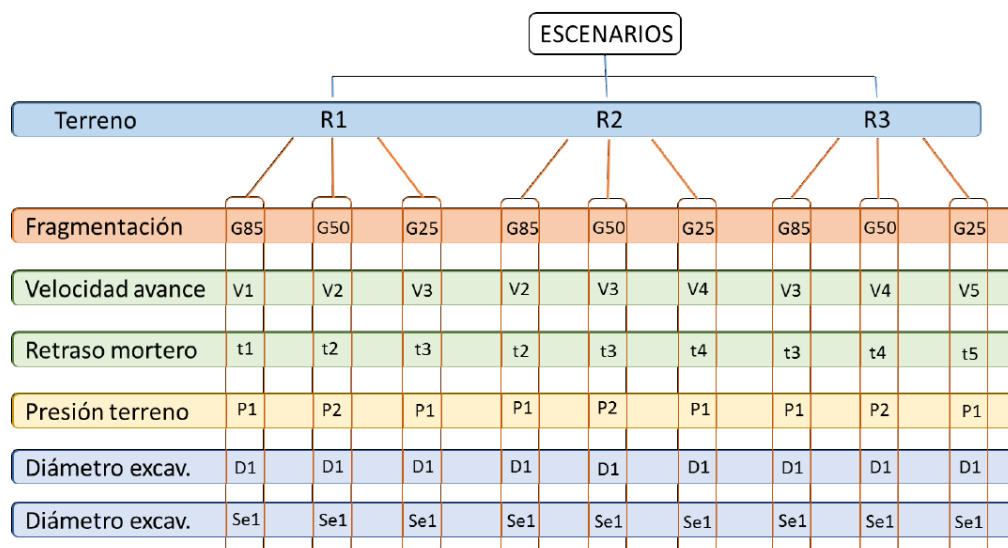 ESCENARIOS
Terreno R1 R2 R3
Fragmentación G85 G50 G25 G85 G50 G25 G85 G50 G25
Velocidad avance V1 V2 V3 V2 V3 V4 V3 V4 V5
Retraso mortero t1 t2 t3 t2 t3 t4 t3 t4 t5
Presión terreno P1 P2 P1 P1 P2 P1 P1 P2 P1
Diámetro excav. D1 D1 D1 D1 D1 D1 D1 D1 D1
Diámetro excav. Se1 Se1 Se1 Se1 Se1 Se1 Se1 Se1 Se1